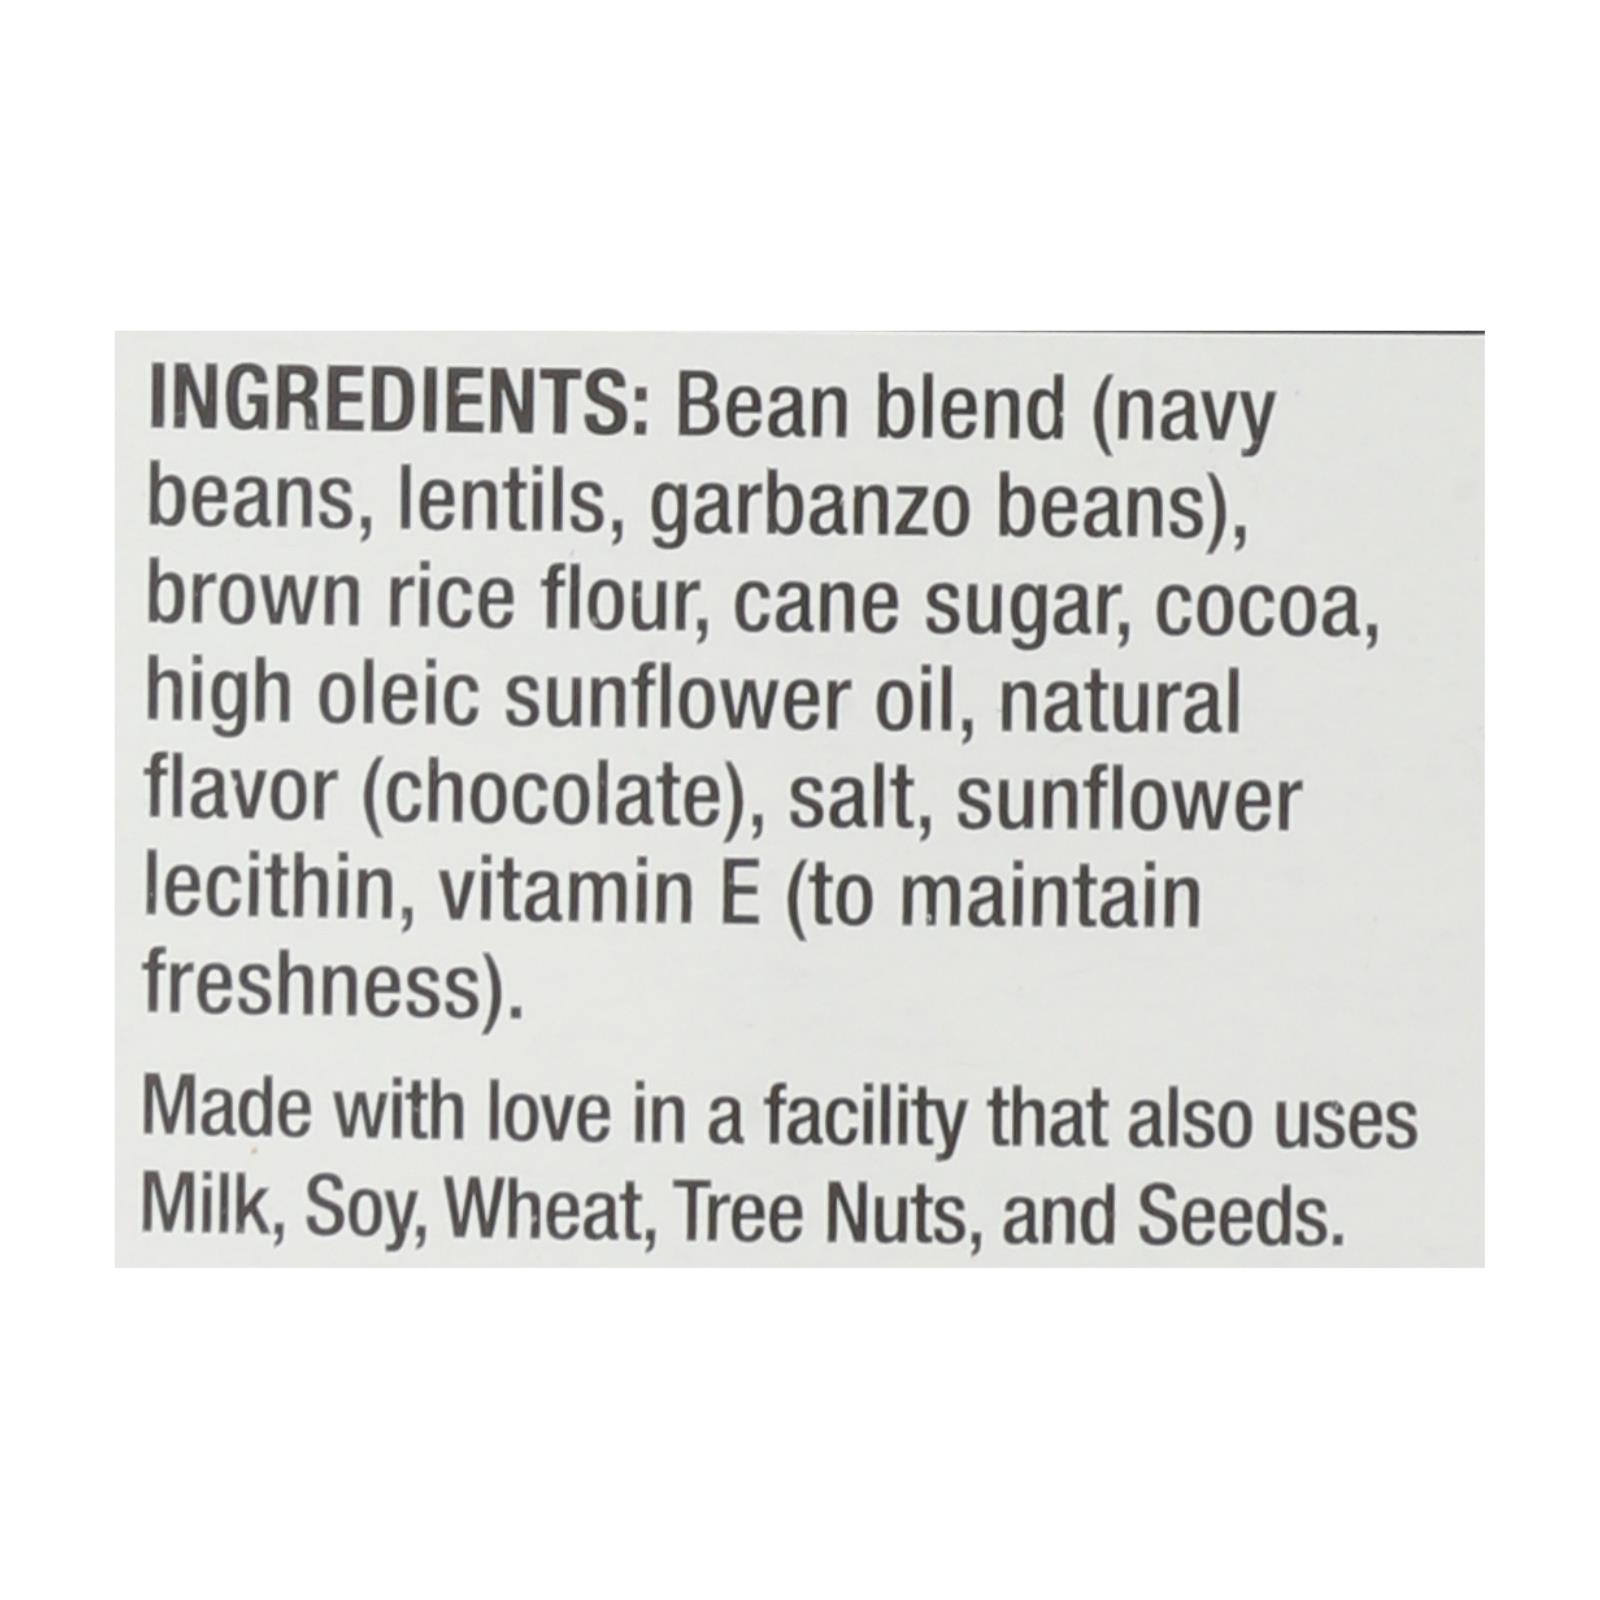 INGREDIENTS: Bean blend (navy
beans, lentils, garbanzo beans),
brown rice flour, cane sugar, cocoa,
high oleic sunflower oil, natural
flavor (chocolate), salt, sunflower
lecithin, vitamin E (to maintain
freshness).
Made with love in a facility that also uses
Milk, Soy, Wheat, Tree Nuts, and Seeds.